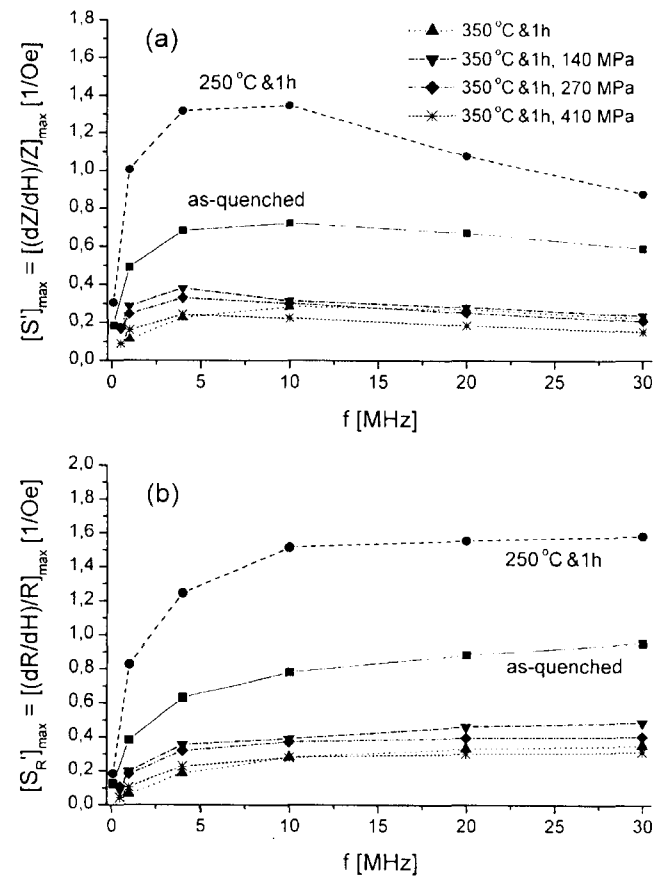 (a)
350 °C &1h
350 °C &1h, 140 MPa
350 °C &1h, 270 MPa
350 °C &1h, 410 MPa
250 °C &1h
as-quenched
[S']max = [(dZ/dH)/Z]max [1/Oe]
1,8
1,6
1,4
1,2
1,0
0,8
0,6
0,4
0,2
0,0
0 5 10 15 20 25 30
f [MHz]
(b)
250 °C &1h
as-quenched
[SR']max = [(dR/dH)/R]max [1/Oe]
2,0
1,8
1,6
1,4
1,2
1,0
0,8
0,6
0,4
0,2
0,0
0 5 10 15 20 25 30
f [MHz]